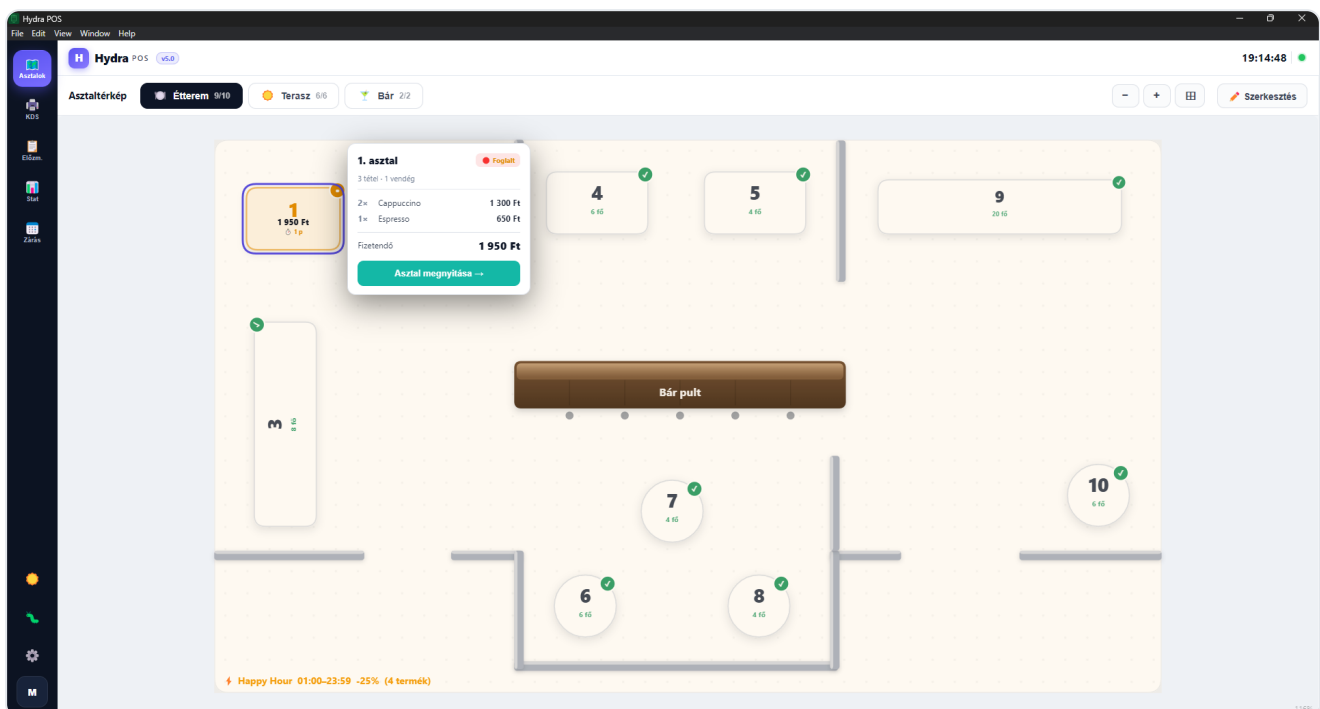 Hydra POS
File Edit View Window Help
H Hydra POS v5.0
19:14:48
Asztalok
KDS
Előzm.
Stat
Zárás
M
Asztaltérkép
Étterem 9/10
Terasz 6/6
Bár 2/2
− +
Szerkesztés
1
1 950 Ft
1 p
1. asztal
Foglalt
3 tétel · 1 vendég
2× Cappuccino 1 300 Ft
1× Espresso 650 Ft
Fizetendő 1 950 Ft
Asztal megnyitása →
4
6 fő
5
4 fő
9
20 fő
3
8 fő
Bár pult
7
4 fő
10
6 fő
6
6 fő
8
4 fő
Happy Hour 01:00–23:59 -25% (4 termék)